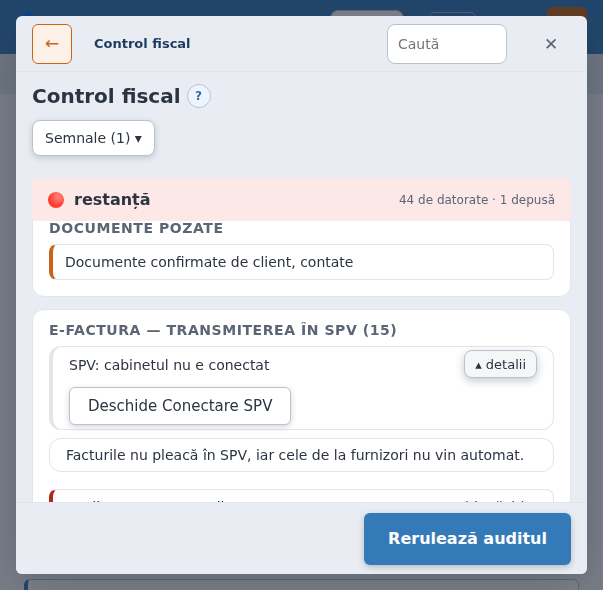 ←
Control fiscal
Caută
✕
Control fiscal ?
Semnale (1) ▾
restanță
44 de datorate · 1 depusă
DOCUMENTE POZATE
Documente confirmate de client, contate
E-FACTURA — TRANSMITEREA ÎN SPV (15)
SPV: cabinetul nu e conectat
▴ detalii
Deschide Conectare SPV
Facturile nu pleacă în SPV, iar cele de la furnizori nu vin automat.
Rerulează auditul